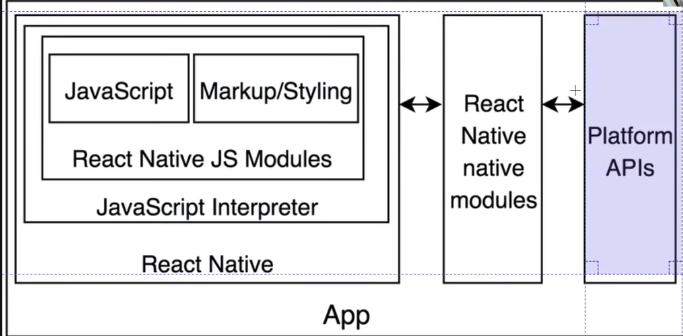 JavaScript
Markup/Styling
React Native JS Modules
JavaScript Interpreter
React Native
React
Native
native
modules
Platform
APIs
App